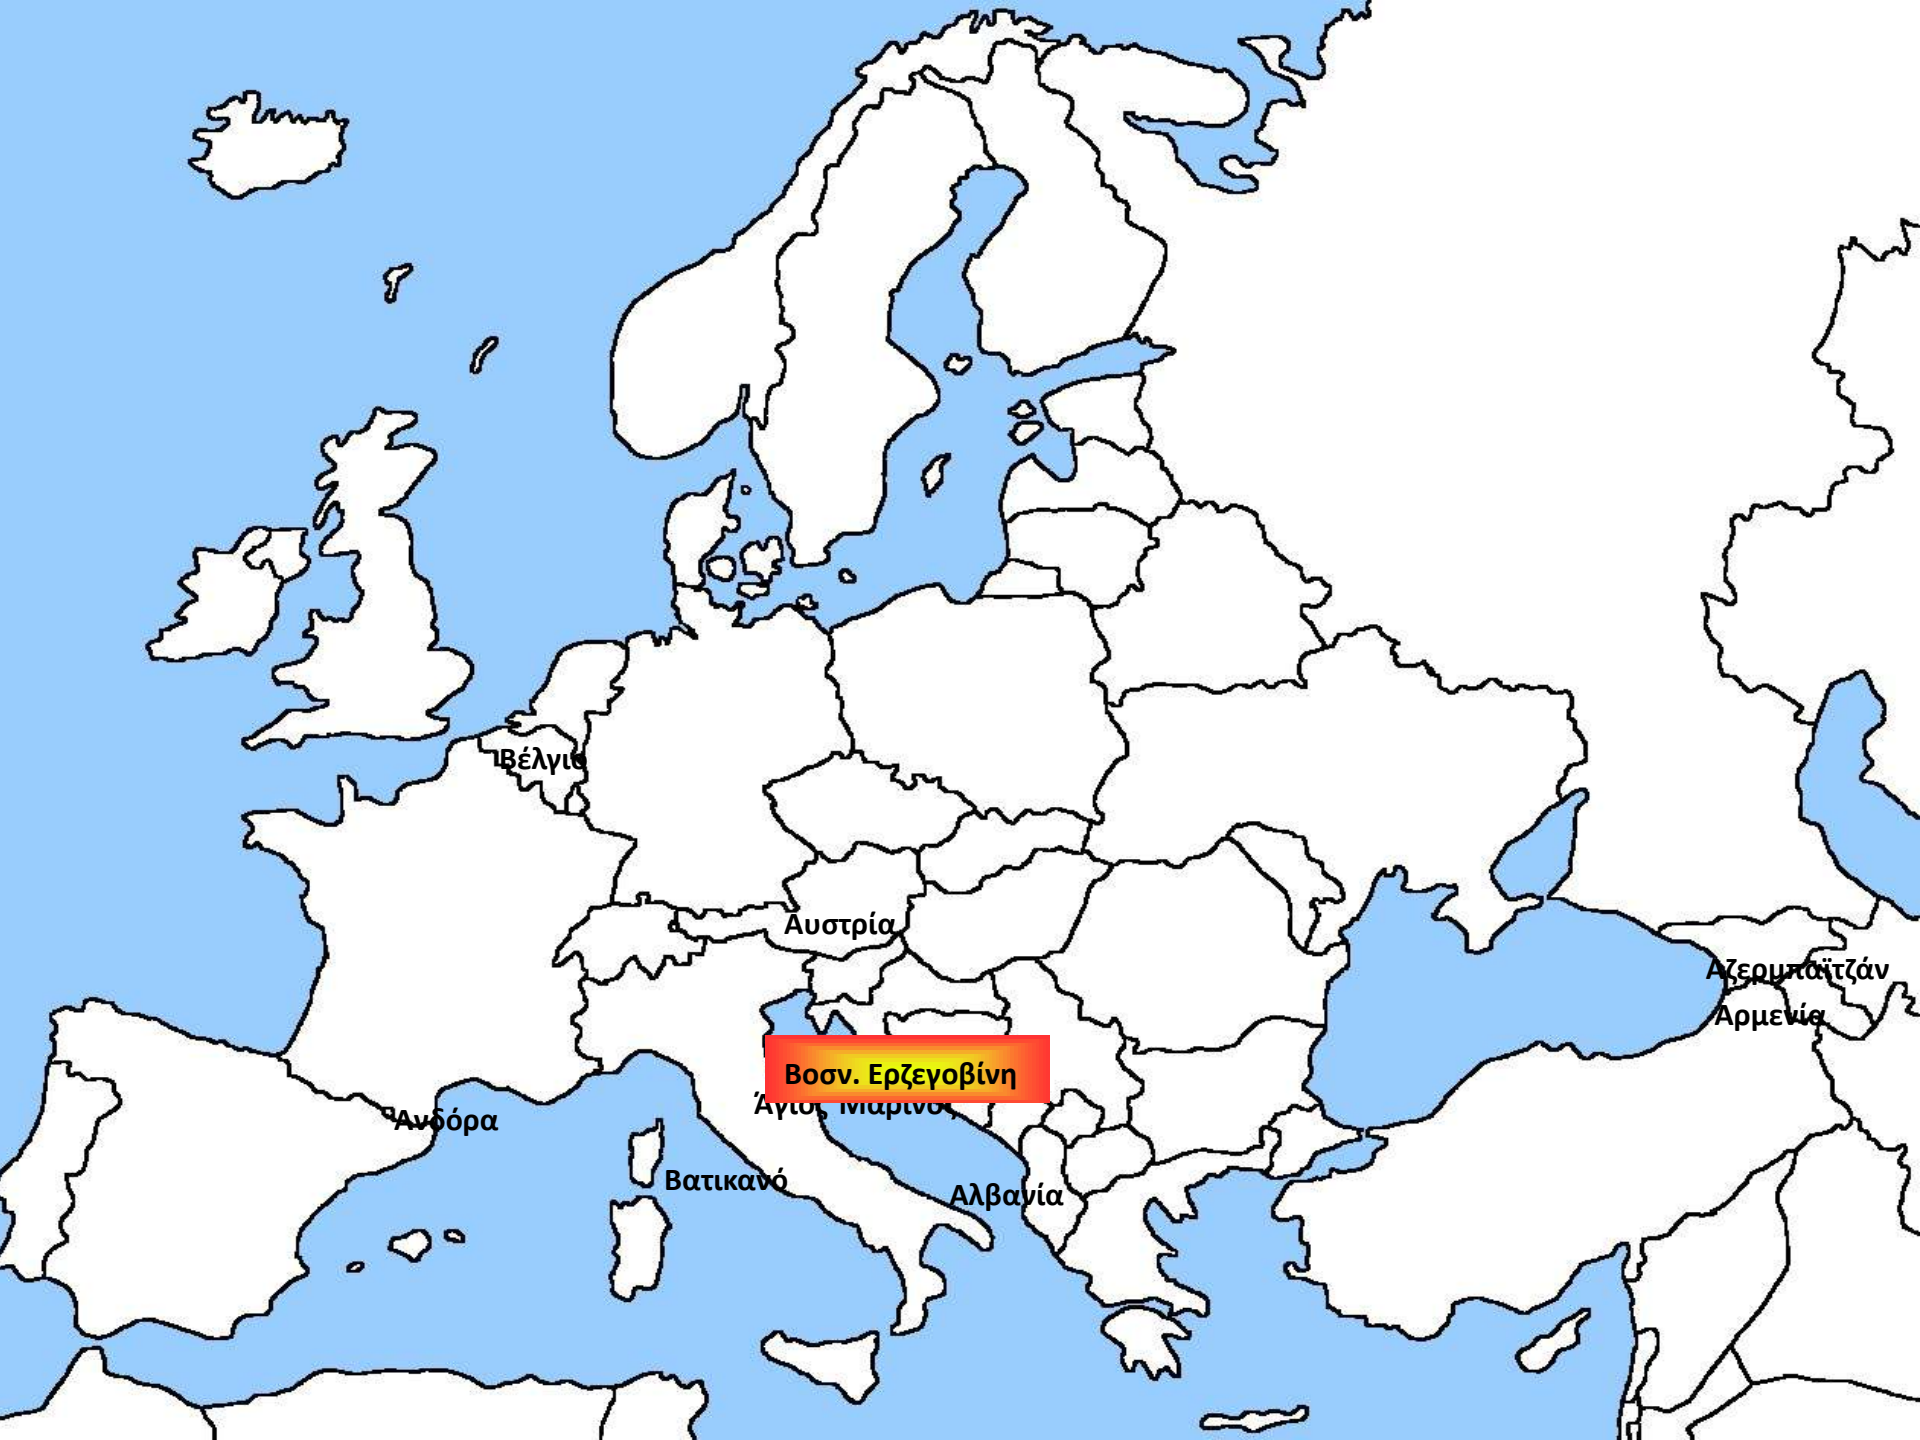 Βέλγιο
Αυστρία
Αζερμπαϊτζάν
Αρμενία
Βοσν. Ερζεγοβίνη
Άγιος Μαρίνος
Ανδόρα
Βατικανό
Αλβανία